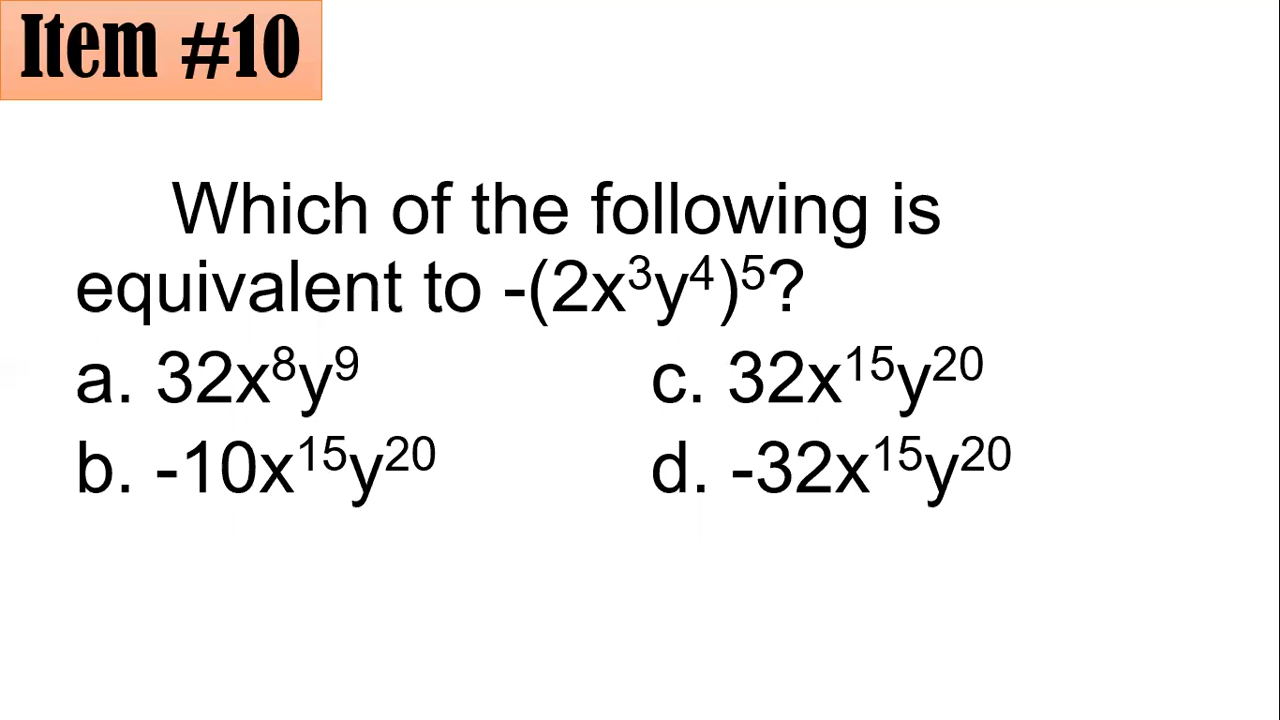 Item #10
Which of the following is
equivalent to -(2x³y⁴)⁵?
a. 32x⁸y⁹ c. 32x¹⁵y²⁰
b. -10x¹⁵y²⁰ d. -32x¹⁵y²⁰